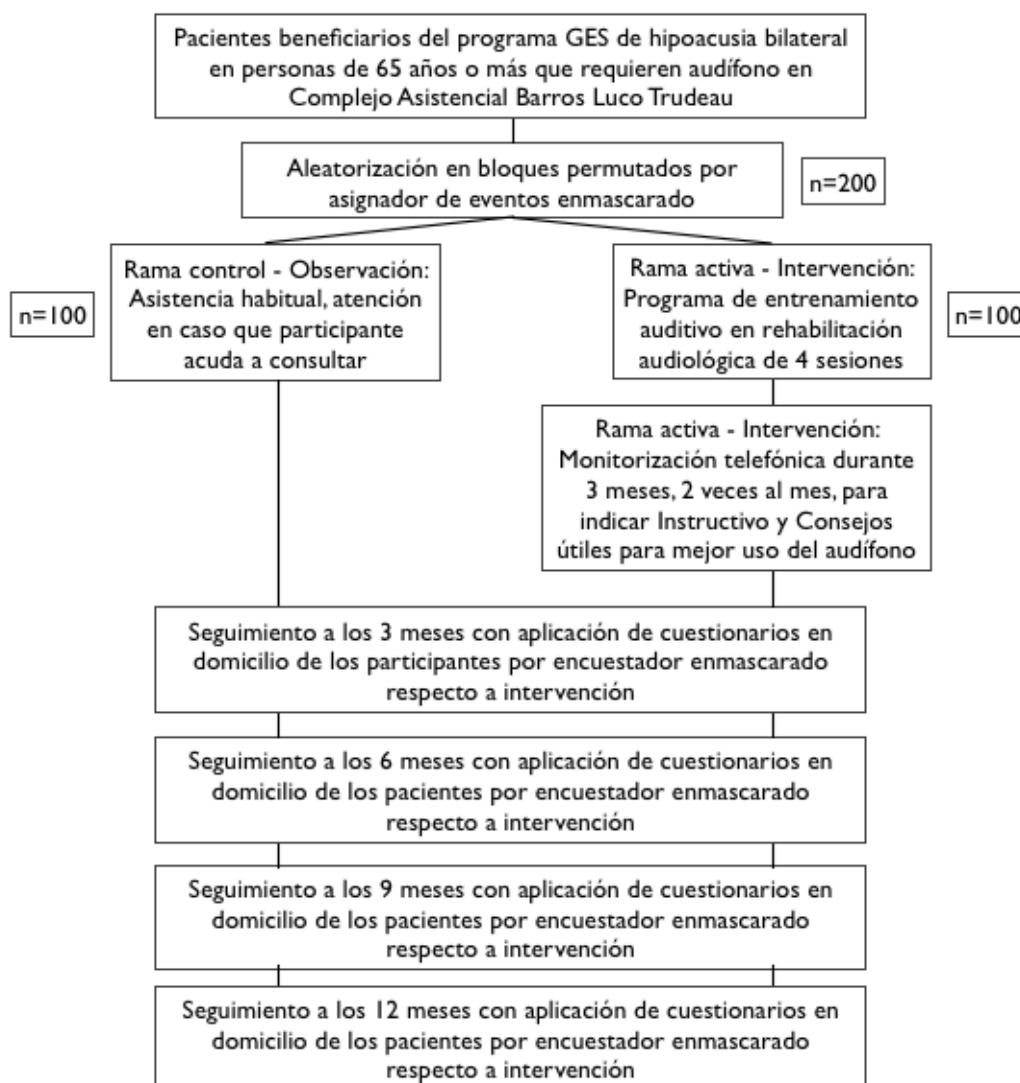 Pacientes beneficiarios del programa GES de hipoacusia bilateral
en personas de 65 años o más que requieren audífono en
Complejo Asistencial Barros Luco Trudeau
Aleatorización en bloques permutados por
asignador de eventos enmascarado
n=200
Rama control - Observación:
Asistencia habitual, atención
en caso que participante
acuda a consultar
n=100
Rama activa - Intervención:
Programa de entrenamiento
auditivo en rehabilitación
audiológica de 4 sesiones
n=100
Rama activa - Intervención:
Monitorización telefónica durante
3 meses, 2 veces al mes, para
indicar Instructivo y Consejos
útiles para mejor uso del audífono
Seguimiento a los 3 meses con aplicación de cuestionarios en
domicilio de los participantes por encuestador enmascarado
respecto a intervención
Seguimiento a los 6 meses con aplicación de cuestionarios en
domicilio de los pacientes por encuestador enmascarado
respecto a intervención
Seguimiento a los 9 meses con aplicación de cuestionarios en
domicilio de los pacientes por encuestador enmascarado
respecto a intervención
Seguimiento a los 12 meses con aplicación de cuestionarios en
domicilio de los pacientes por encuestador enmascarado
respecto a intervención